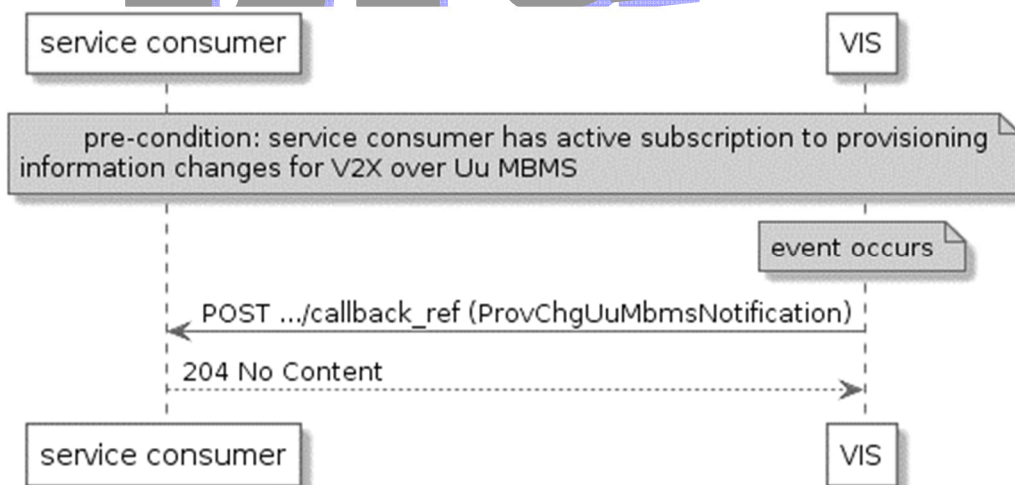 service consumer
VIS
pre-condition: service consumer has active subscription to provisioning
information changes for V2X over Uu MBMS
event occurs
POST .../callback_ref (ProvChgUuMbmsNotification)
204 No Content
service consumer
VIS